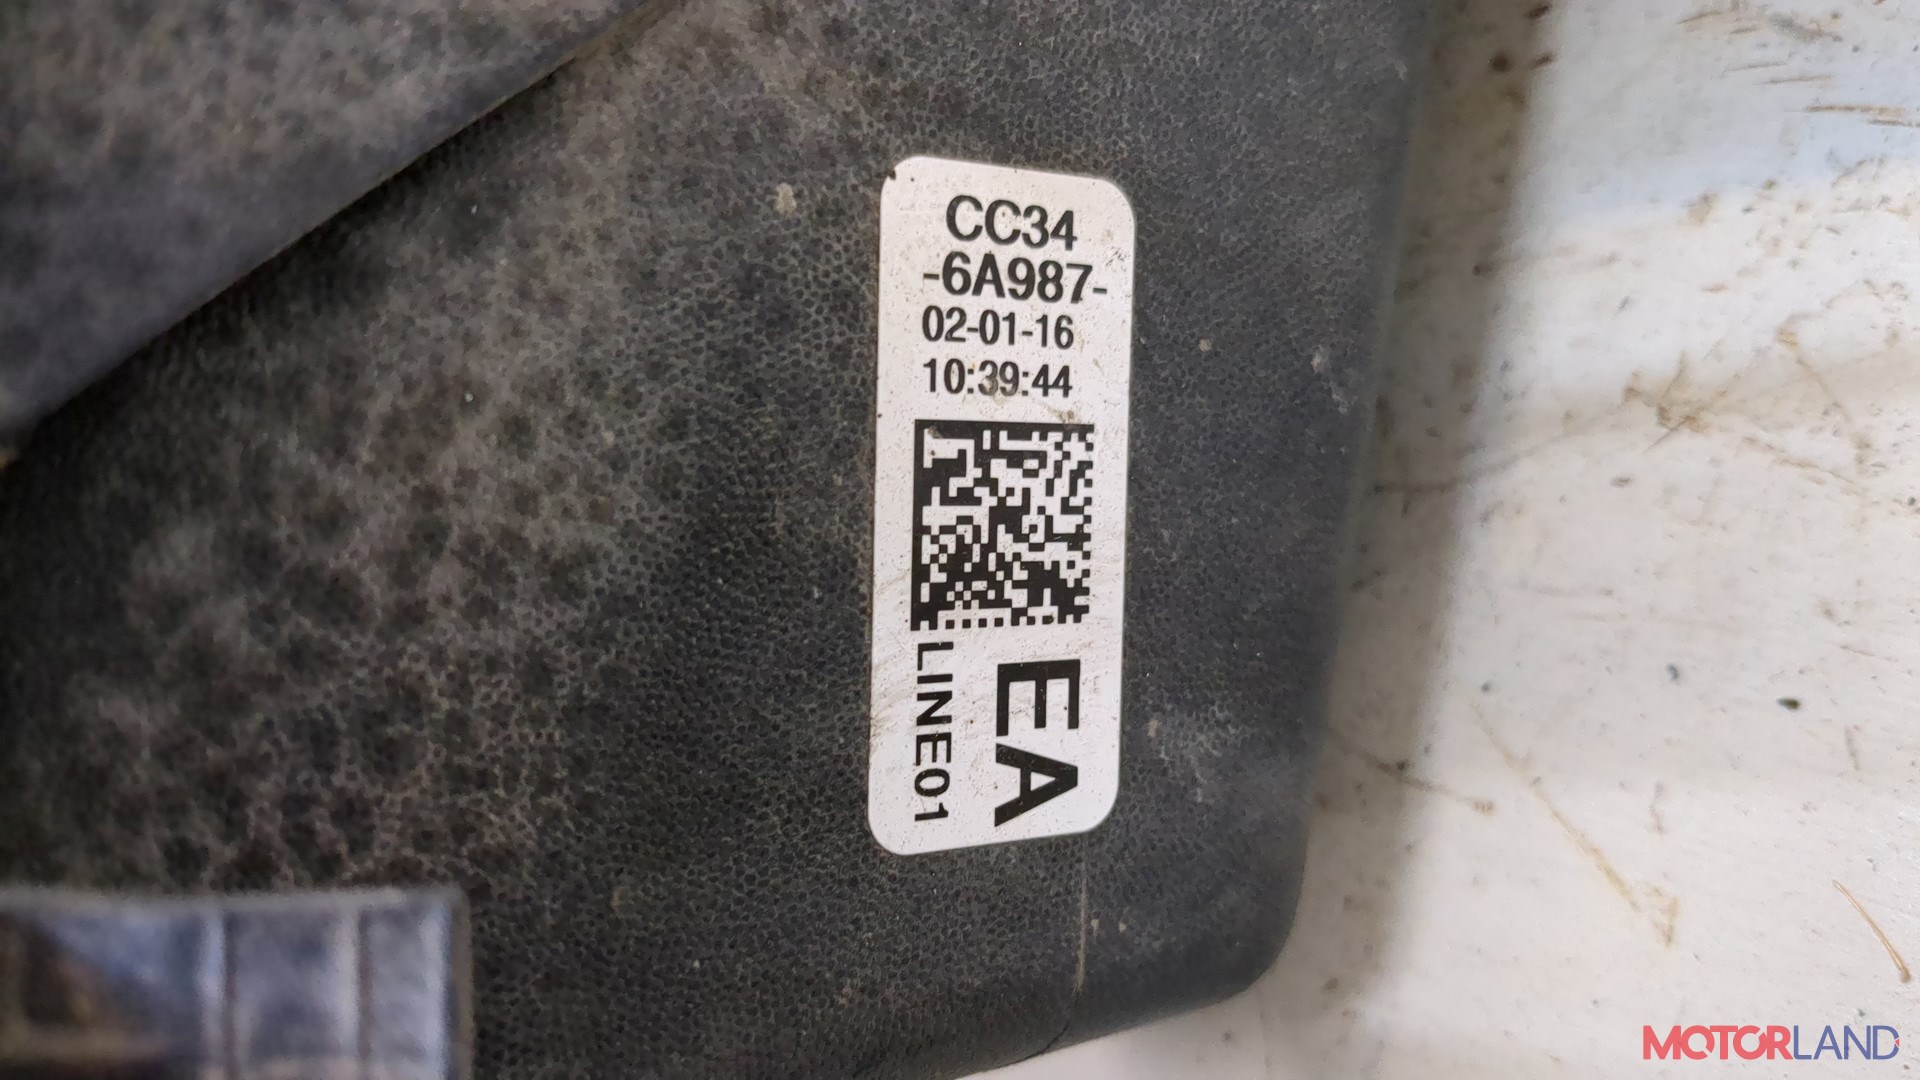 CC34
-6A987-
02-01-16
10:39:44
EA
LINE01
MOTORLAND